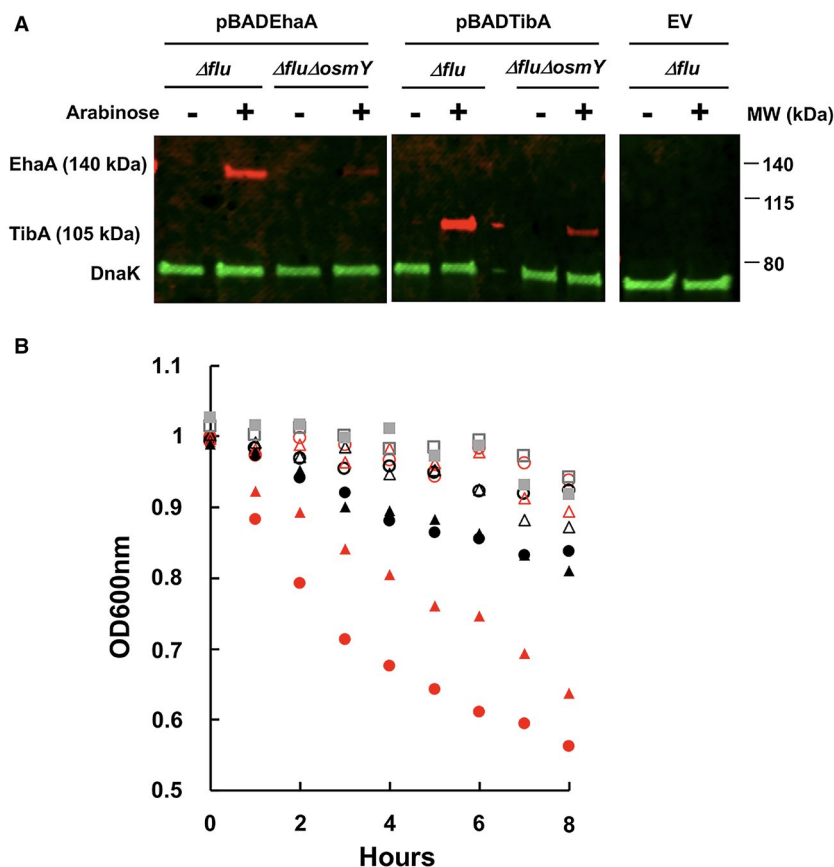 A
pBADEhaA pBADTibA EV
Δflu ΔfluΔosmY Δflu ΔfluΔosmY Δflu
Arabinose - + - + - + - + - + MW (kDa)
EhaA (140 kDa) 140
115
TibA (105 kDa)
DnaK 80
B
1.1
1
0.9
0.8
0.7
0.6
0.5
OD600nm
0 2 4 6 8
Hours